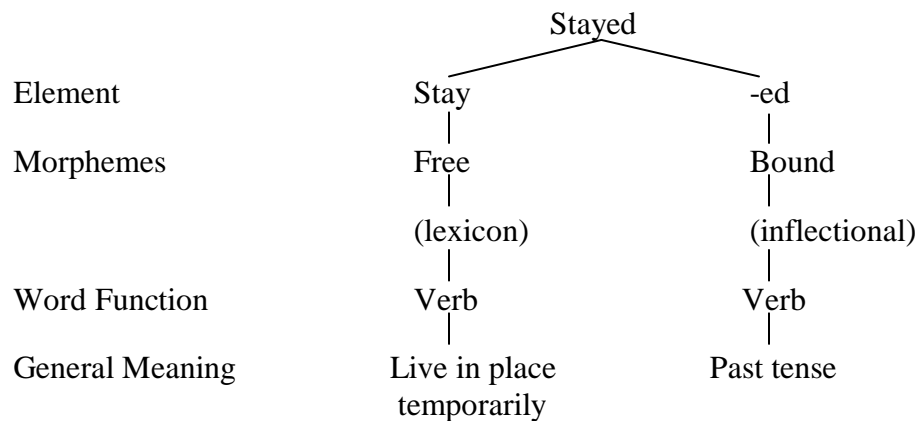 Stayed
Element Stay -ed
Morphemes Free Bound
(lexicon) (inflectional)
Word Function Verb Verb
General Meaning Live in place Past tense
temporarily